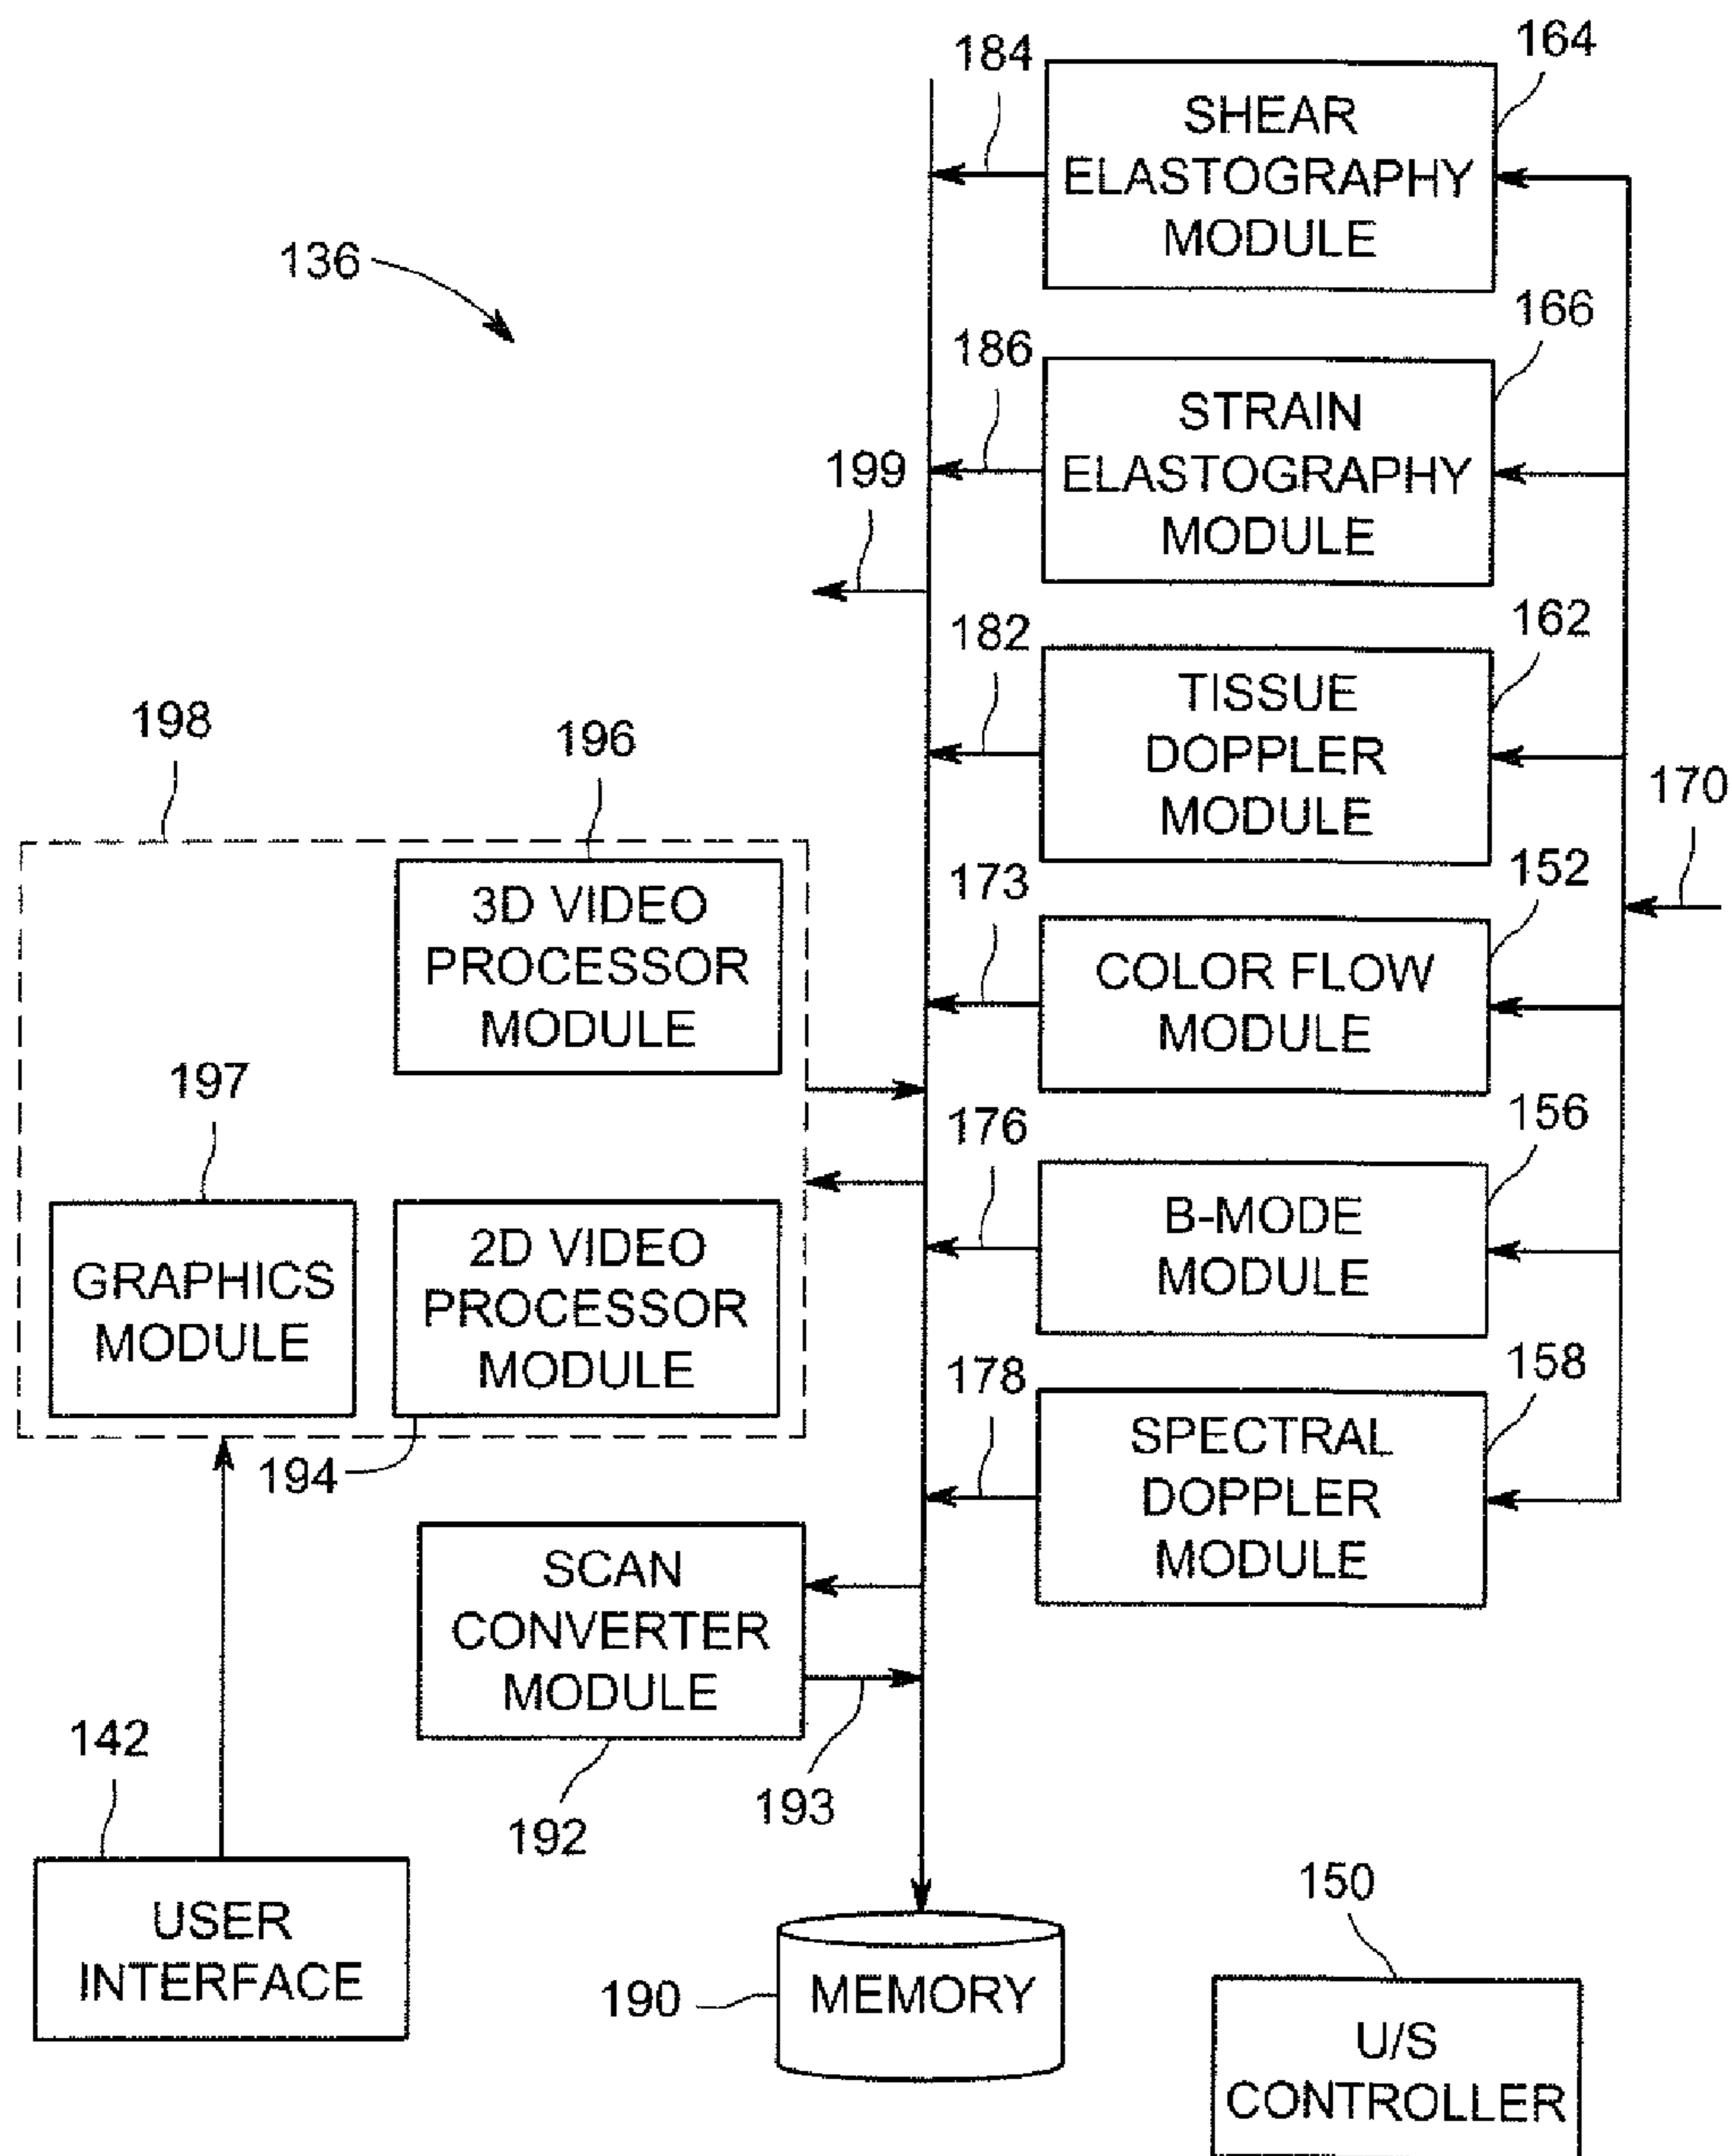 184
164
SHEAR
ELASTOGRAPHY
MODULE
136
186
166
STRAIN
ELASTOGRAPHY
MODULE
199
182
162
TISSUE
DOPPLER
MODULE
198
196
170
3D VIDEO
PROCESSOR
MODULE
173
152
COLOR FLOW
MODULE
197
176
156
GRAPHICS
MODULE
2D VIDEO
PROCESSOR
MODULE
B-MODE
MODULE
194
178
158
SPECTRAL
DOPPLER
MODULE
SCAN
CONVERTER
MODULE
142
192
193
USER
INTERFACE
190
MEMORY
150
U/S
CONTROLLER